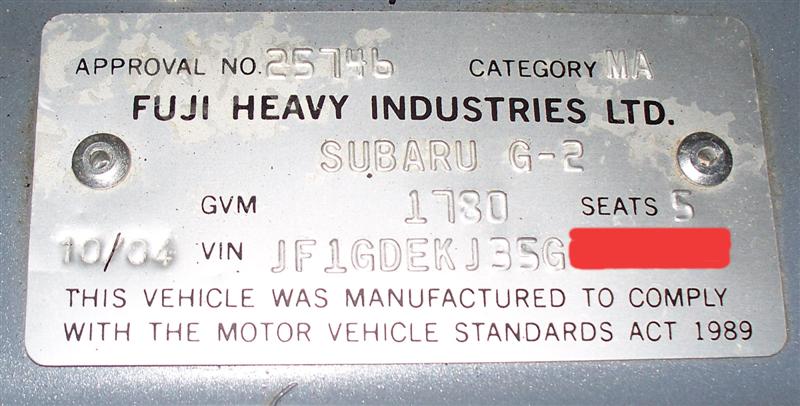 APPROVAL NO. 25746 CATEGORY MA
FUJI HEAVY INDUSTRIES LTD.
SUBARU G-2
GVM 1780 SEATS 5
10/04 VIN JF1GDEKJ35G
THIS VEHICLE WAS MANUFACTURED TO COMPLY
WITH THE MOTOR VEHICLE STANDARDS ACT 1989